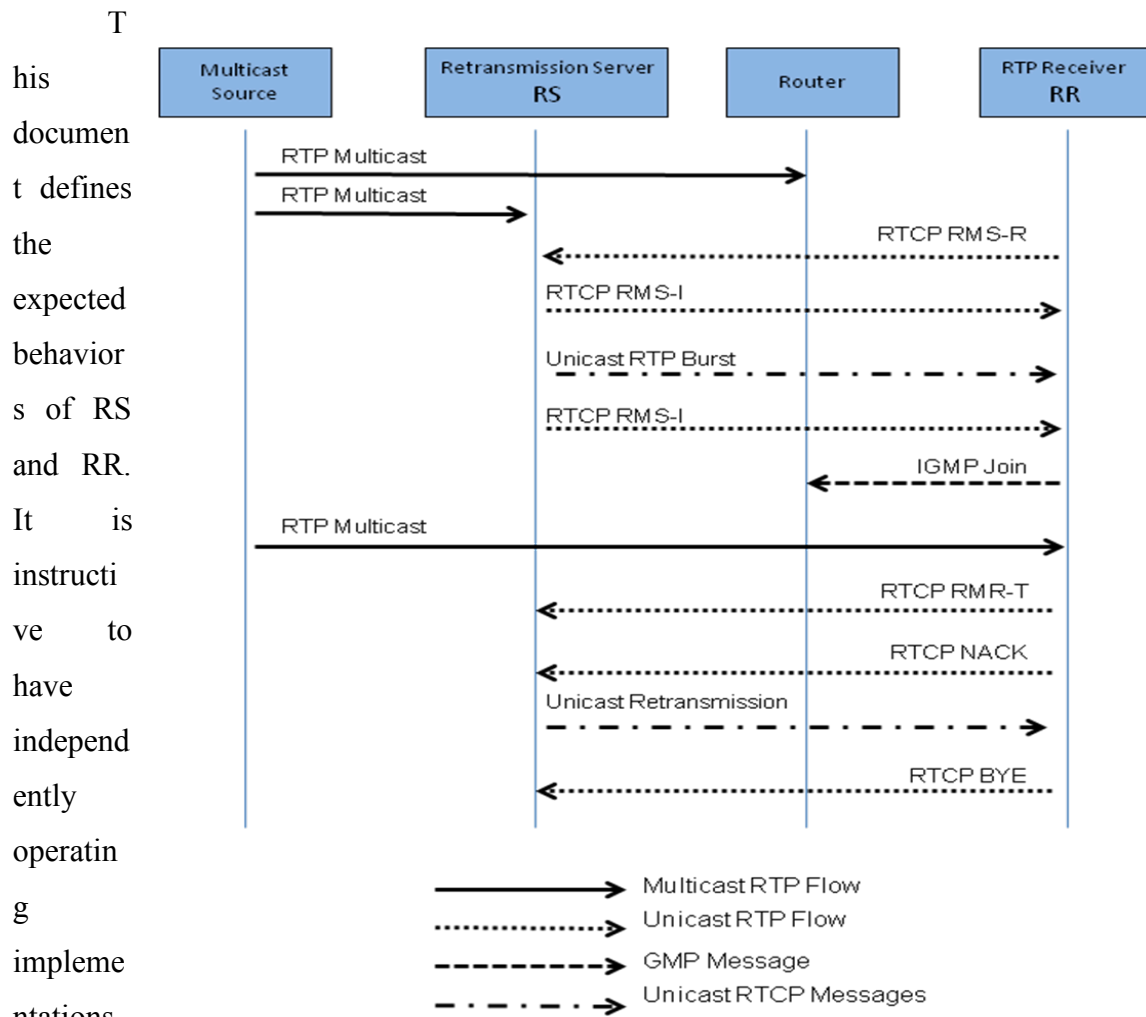 T
his
documen
t defines
the
expected
behavior
s of RS
and RR.
It is
instructi
ve to
have
independ
ently
operatin
g
impleme
ntations
Multicast
Source
Retransmission Server
RS
Router
RTP Receiver
RR
RTP Multicast
RTP Multicast
RTCP RMS-R
RTCP RMS-I
Unicast RTP Burst
RTCP RMS-I
IGMP Join
RTP Multicast
RTCP RMR-T
RTCP NACK
Unicast Retransmission
RTCP BYE
Multicast RTP Flow
Unicast RTP Flow
GMP Message
Unicast RTCP Messages